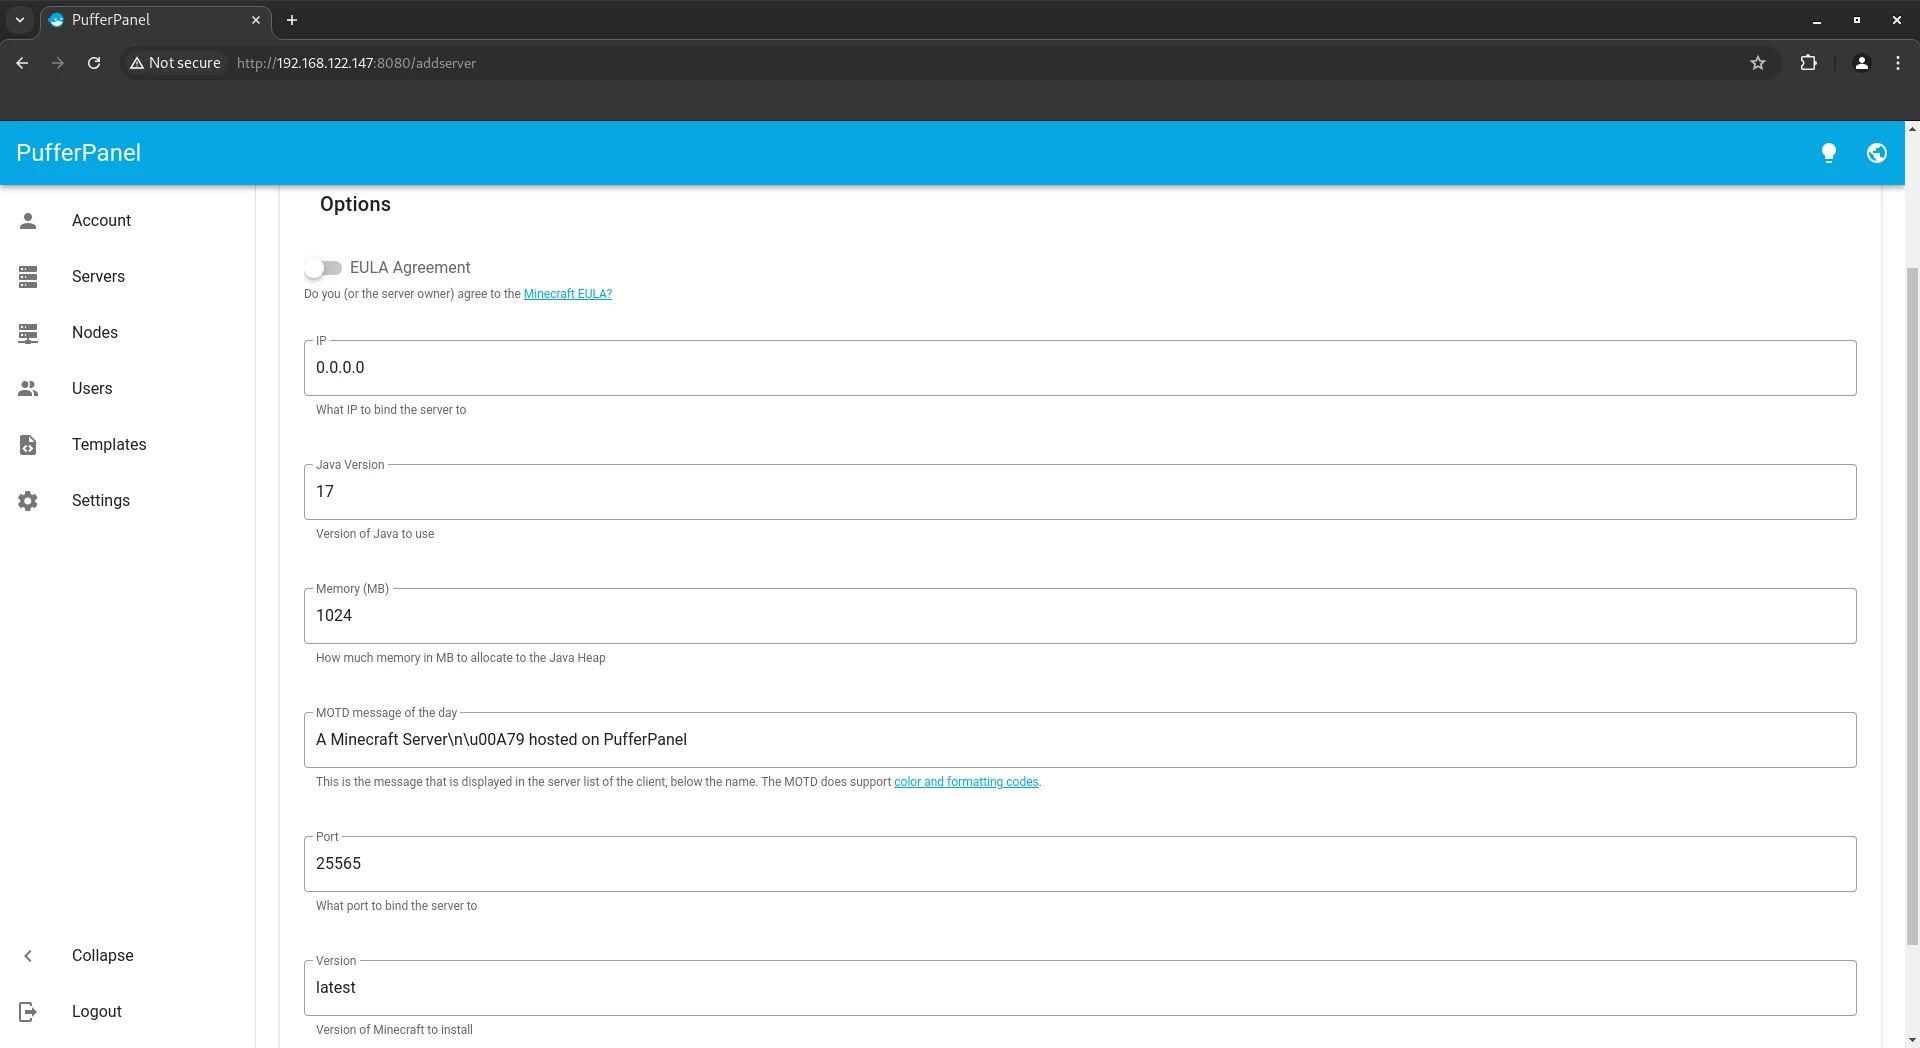 PufferPanel
Not secure
http://192.168.122.147:8080/addserver
PufferPanel
Account
Servers
Nodes
Users
Templates
Settings
Collapse
Logout
Options
EULA Agreement
Do you (or the server owner) agree to the Minecraft EULA?
IP
0.0.0.0
What IP to bind the server to
Java Version
17
Version of Java to use
Memory (MB)
1024
How much memory in MB to allocate to the Java Heap
MOTD message of the day
A Minecraft Server\n\u00A79 hosted on PufferPanel
This is the message that is displayed in the server list of the client, below the name. The MOTD does support color and formatting codes.
Port
25565
What port to bind the server to
Version
latest
Version of Minecraft to install